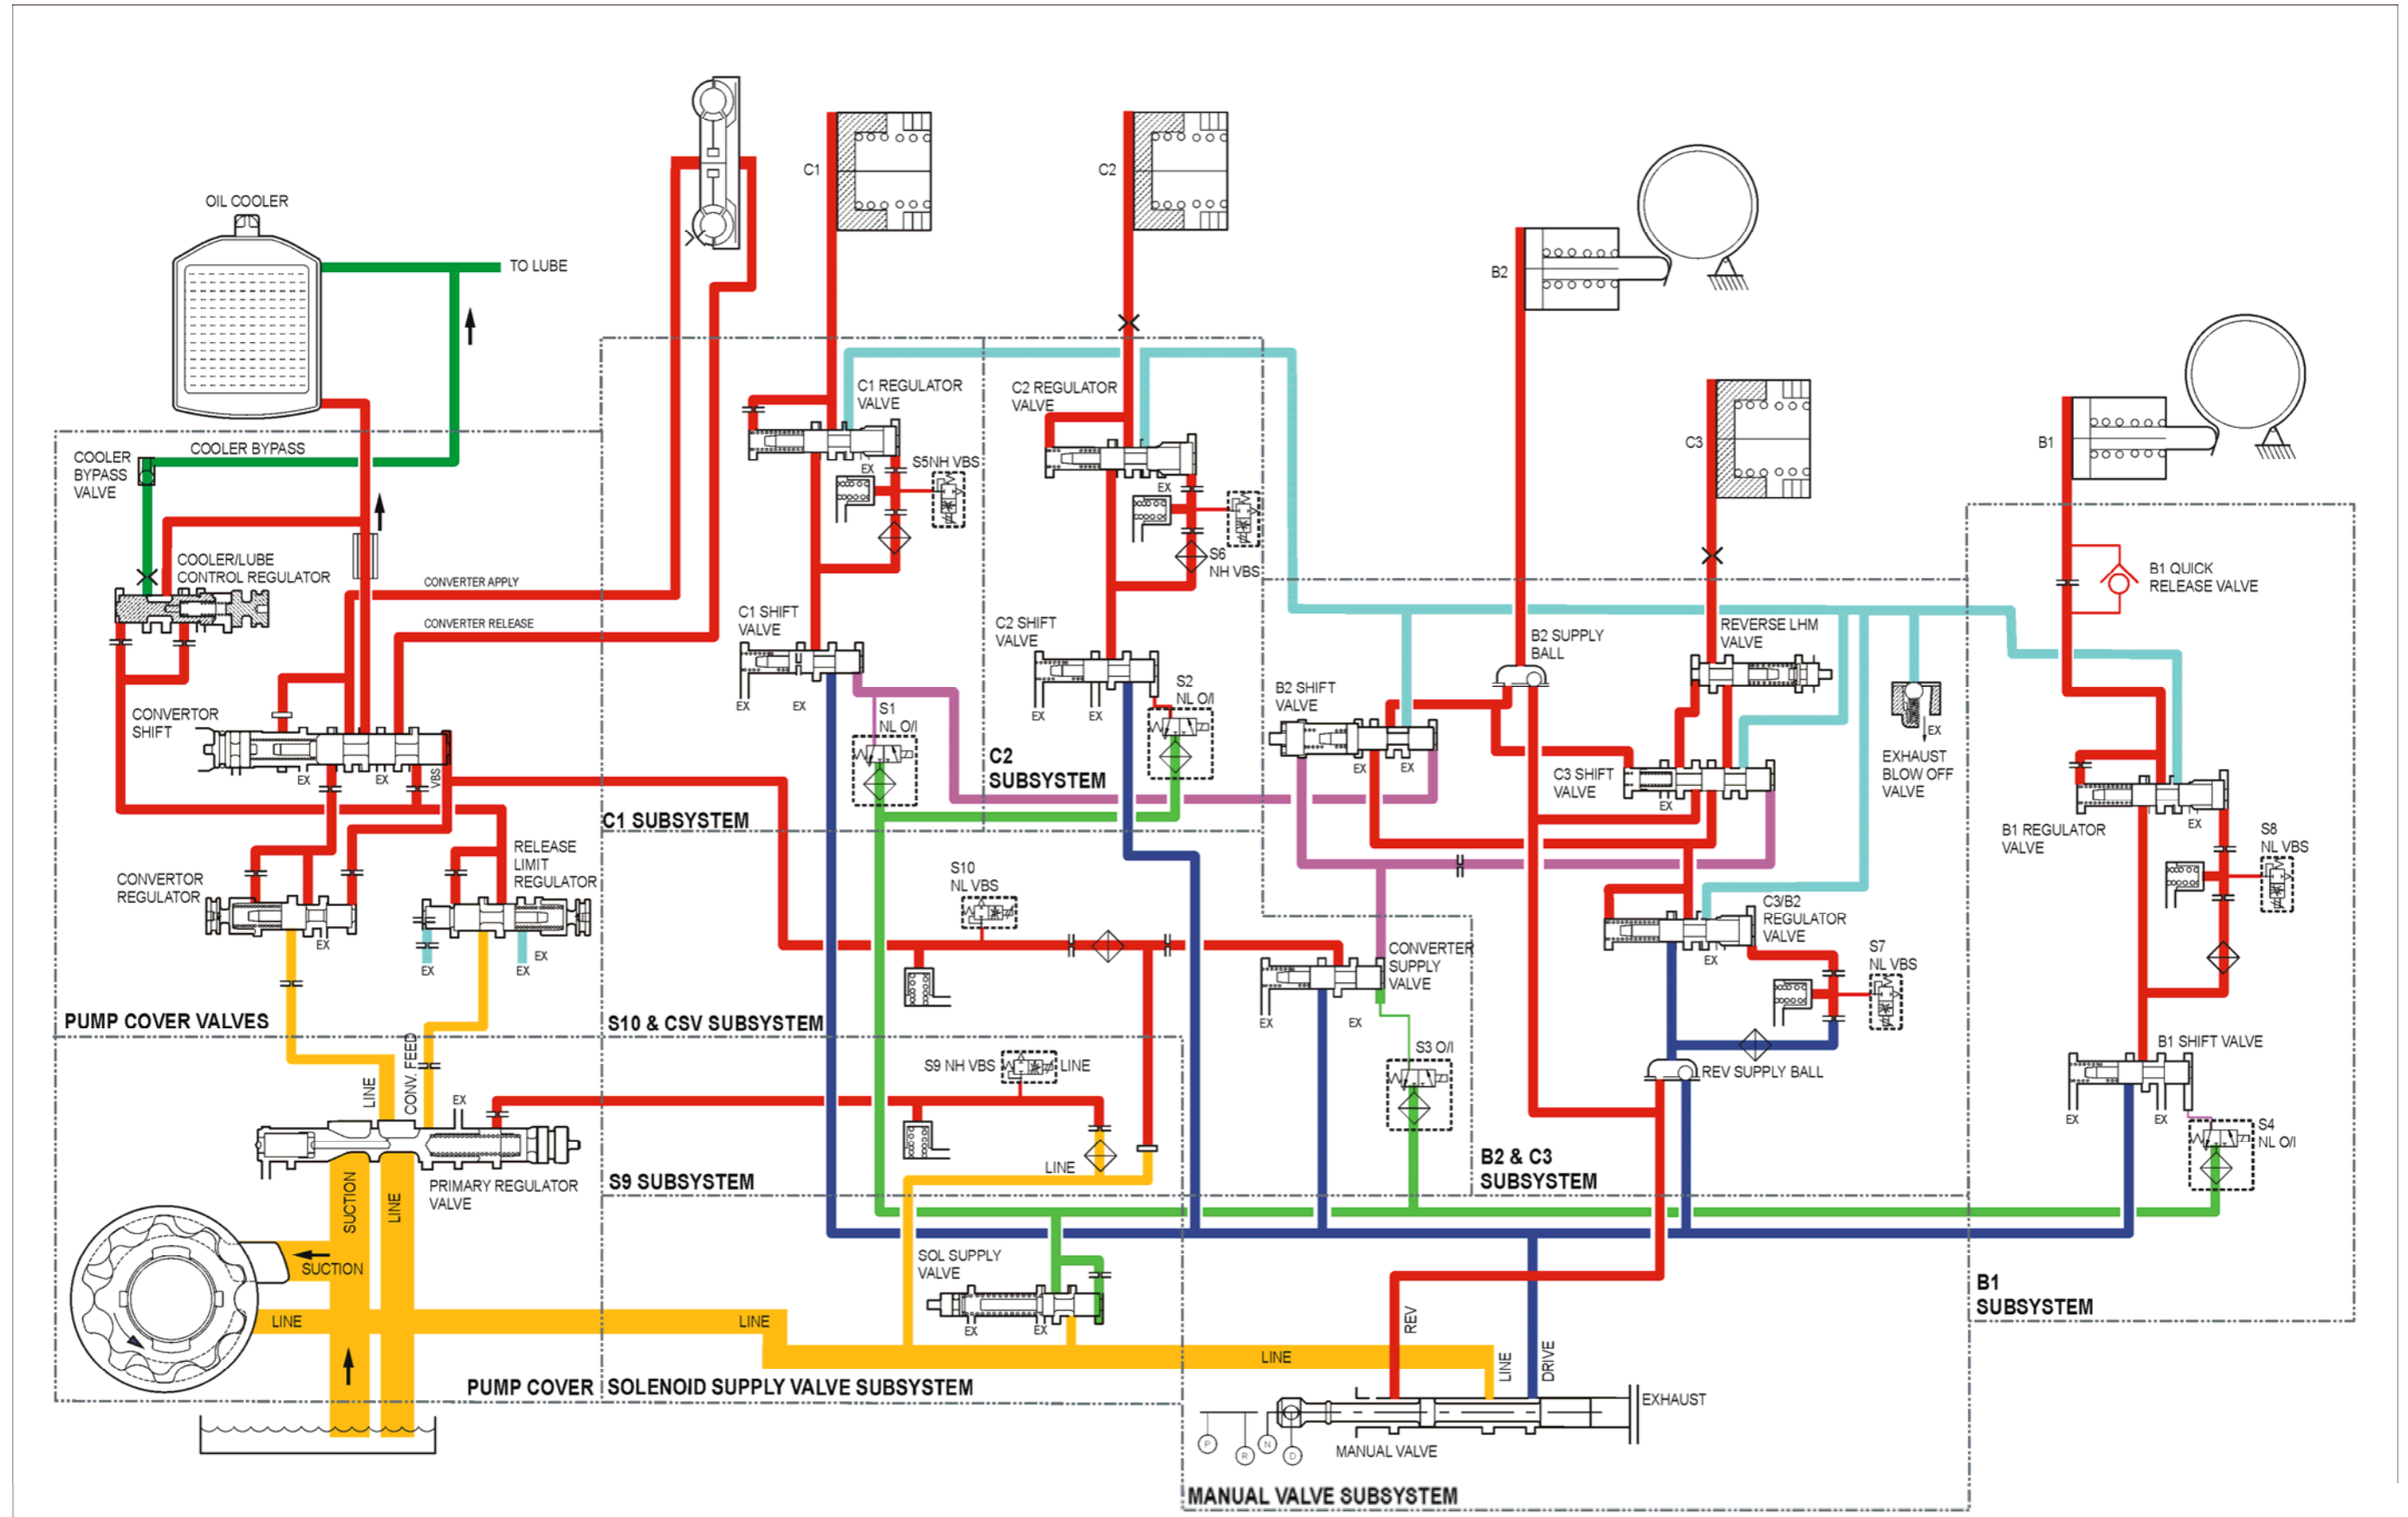 OIL COOLER
TO LUBE
COOLER BYPASS
COOLER
BYPASS
VALVE
COOLER/LUBE
CONTROL REGULATOR
CONVERTER APPLY
CONVERTER RELEASE
CONVERTOR
SHIFT
EX
EX
VBS
CONVERTOR
REGULATOR
EX
RELEASE
LIMIT
REGULATOR
EX
EX
EX
PUMP COVER VALVES
LINE
CONV. FEED
EX
PRIMARY REGULATOR
VALVE
SUCTION
LINE
SUCTION
LINE
LINE
PUMP COVER
C1
C1 REGULATOR
VALVE
EX
S5NH VBS
C1 SHIFT
VALVE
EX
EX
S1
NL O/I
C1 SUBSYSTEM
C2
C2 REGULATOR
VALVE
EX
S6
NH VBS
C2 SHIFT
VALVE
EX
EX
S2
NL O/I
C2
SUBSYSTEM
S10
NL VBS
CONVERTER
SUPPLY
VALVE
EX
EX
S10 & CSV SUBSYSTEM
S9 NH VBS
LINE
LINE
S9 SUBSYSTEM
S3 O/I
SOL SUPPLY
VALVE
EX
EX
SOLENOID SUPPLY VALVE SUBSYSTEM
B2
B2 SUPPLY
BALL
B2 SHIFT
VALVE
EX
EX
C3
REVERSE LHM
VALVE
C3 SHIFT
VALVE
EX
C3/B2
REGULATOR
VALVE
EX
S7
NL VBS
REV SUPPLY BALL
B2 & C3
SUBSYSTEM
EX
EXHAUST
BLOW OFF
VALVE
B1
B1 QUICK
RELEASE VALVE
B1 REGULATOR
VALVE
EX
S8
NL VBS
B1 SHIFT VALVE
EX
EX
S4
NL O/I
B1
SUBSYSTEM
LINE
REV
LINE
DRIVE
EXHAUST
P
R
N
D
MANUAL VALVE
MANUAL VALVE SUBSYSTEM